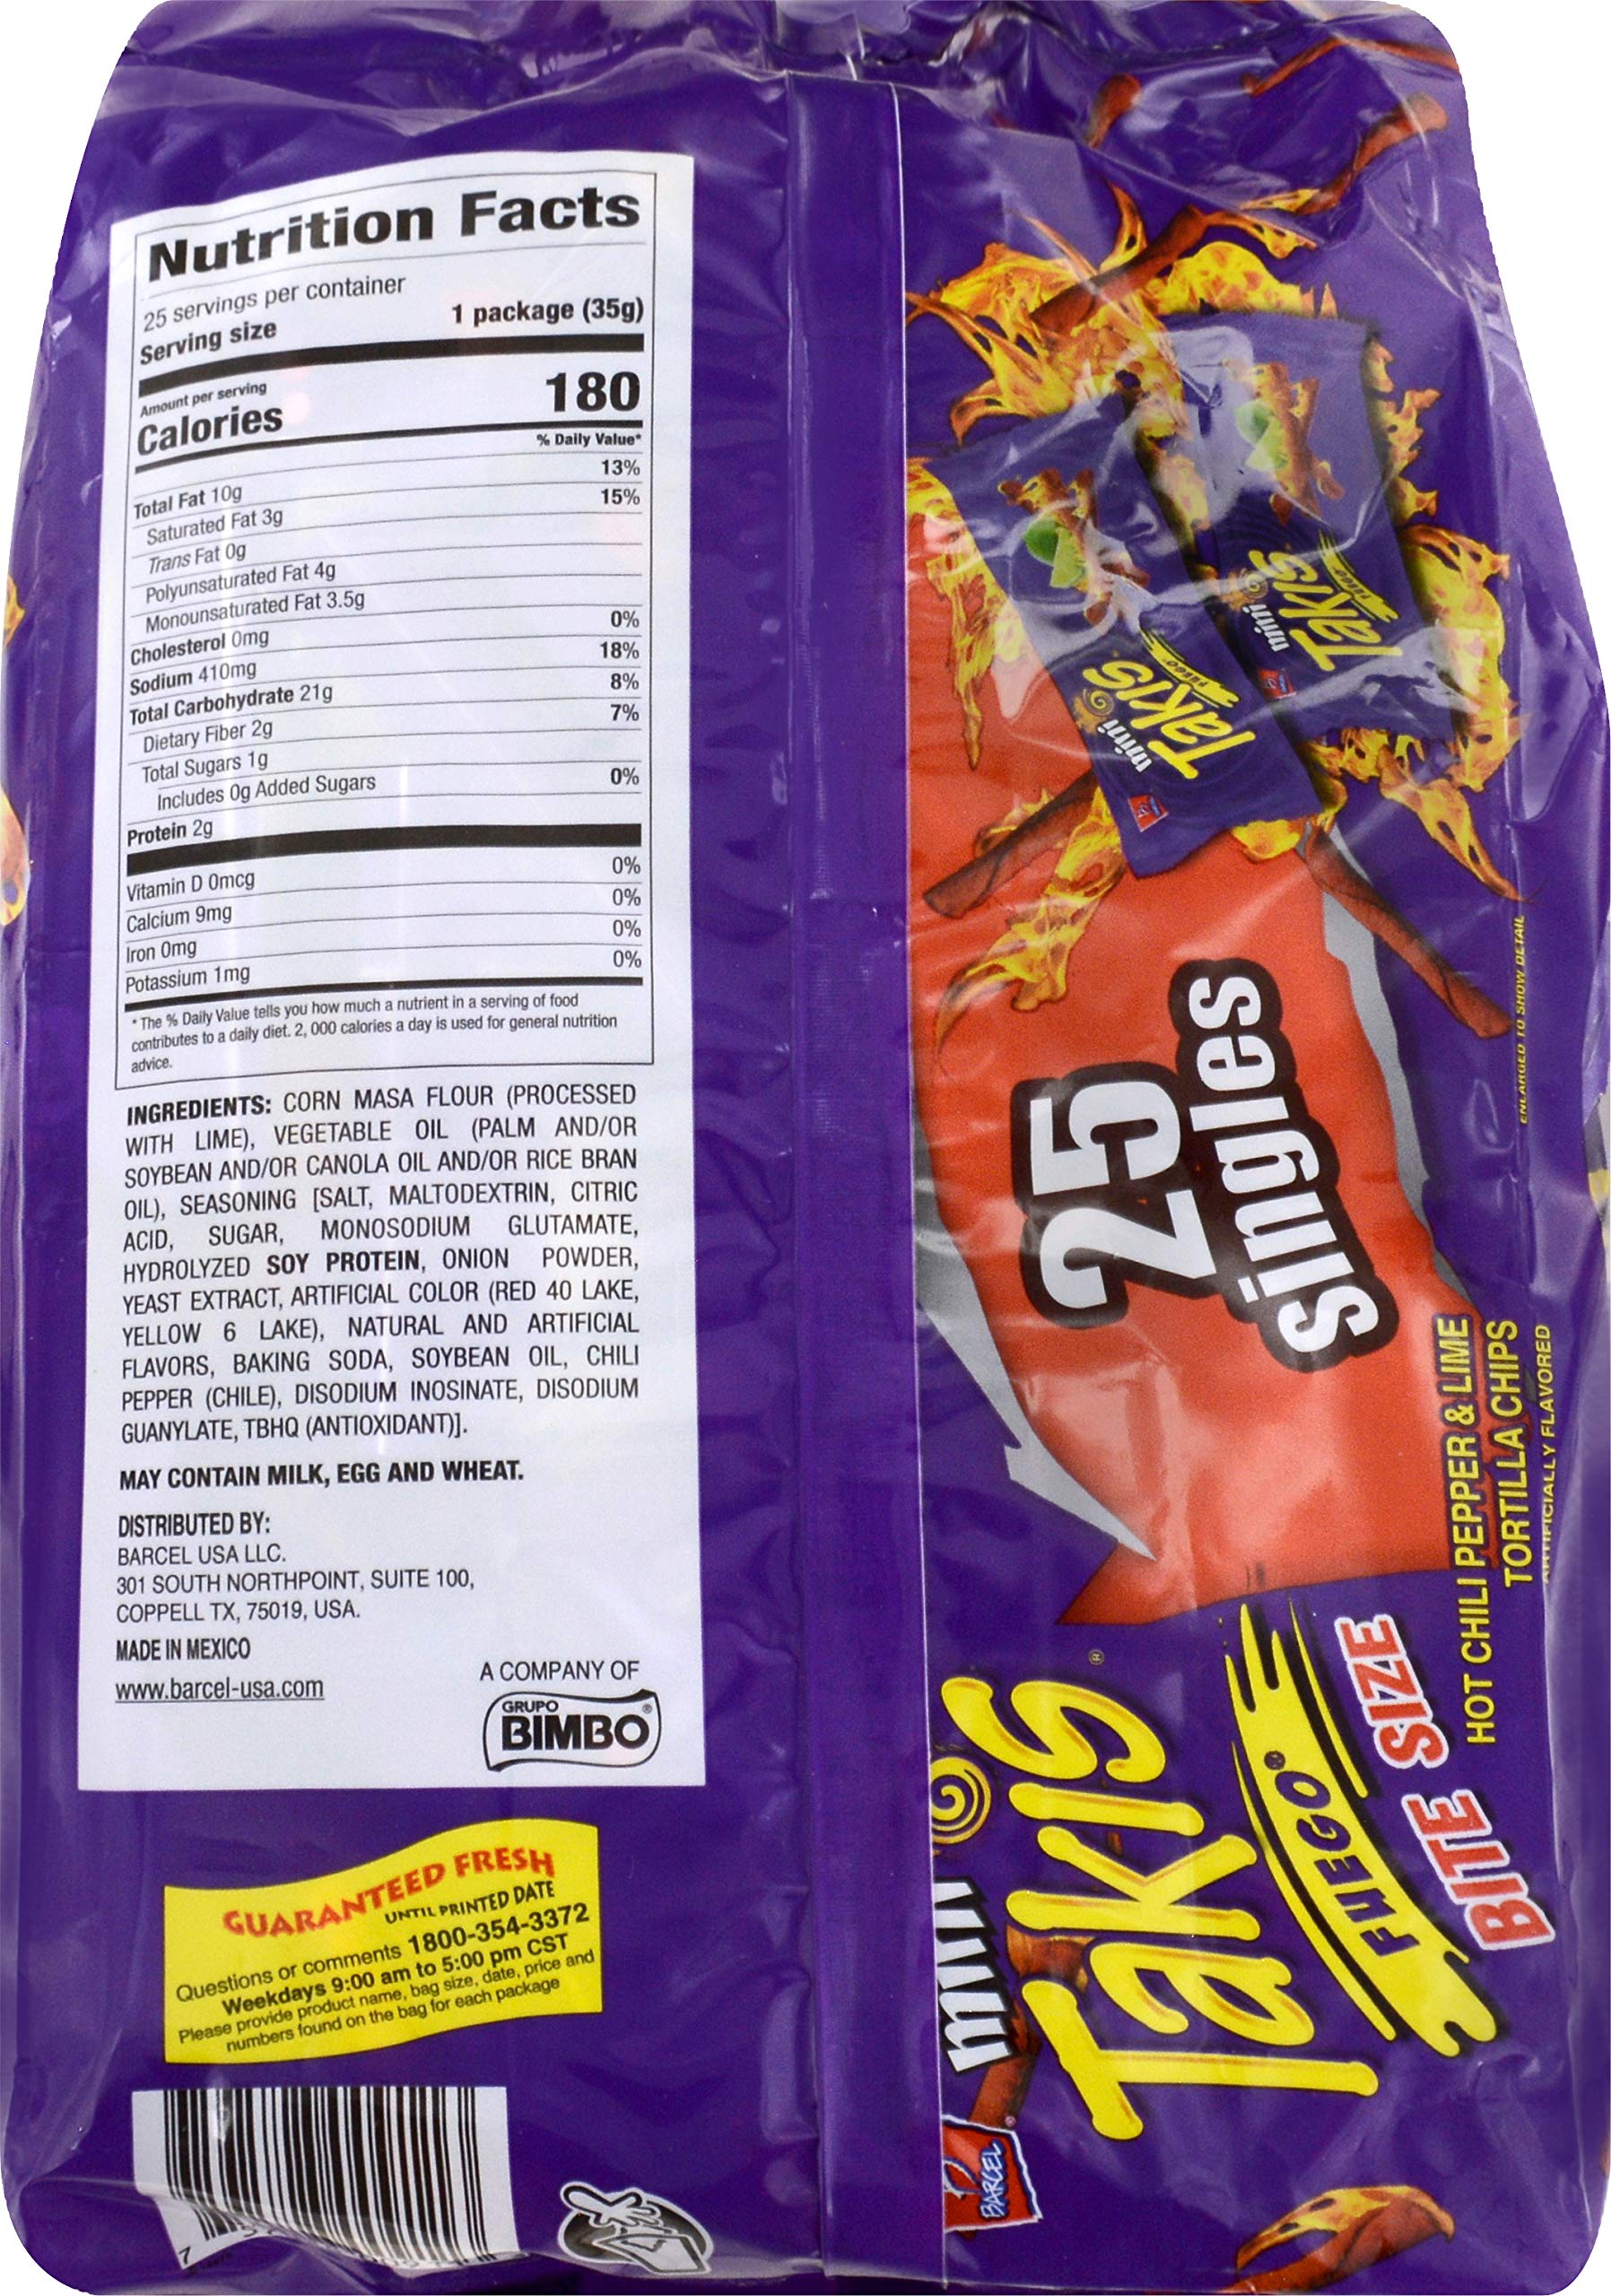 Nutrition Facts
25 servings per container
Serving size 1 package (35g)
Amount per serving
Calories 180
% Daily Value*
Total Fat 10g 13%
Saturated Fat 3g 15%
Trans Fat 0g
Polyunsaturated Fat 4g
Monounsaturated Fat 3.5g
Cholesterol 0mg 0%
Sodium 410mg 18%
Total Carbohydrate 21g 8%
Dietary Fiber 2g 7%
Total Sugars 1g
Includes 0g Added Sugars 0%
Protein 2g
Vitamin D 0mcg 0%
Calcium 9mg 0%
Iron 0mg 0%
Potassium 1mg 0%
* The % Daily Value tells you how much a nutrient in a serving of food
contributes to a daily diet. 2, 000 calories a day is used for general nutrition
advice.
INGREDIENTS: CORN MASA FLOUR (PROCESSED
WITH LIME), VEGETABLE OIL (PALM AND/OR
SOYBEAN AND/OR CANOLA OIL AND/OR RICE BRAN
OIL), SEASONING [SALT, MALTODEXTRIN, CITRIC
ACID, SUGAR, MONOSODIUM GLUTAMATE,
HYDROLYZED SOY PROTEIN, ONION POWDER,
YEAST EXTRACT, ARTIFICIAL COLOR (RED 40 LAKE,
YELLOW 6 LAKE), NATURAL AND ARTIFICIAL
FLAVORS, BAKING SODA, SOYBEAN OIL, CHILI
PEPPER (CHILE), DISODIUM INOSINATE, DISODIUM
GUANYLATE, TBHQ (ANTIOXIDANT)].
MAY CONTAIN MILK, EGG AND WHEAT.
DISTRIBUTED BY:
BARCEL USA LLC.
301 SOUTH NORTHPOINT, SUITE 100,
COPPELL TX, 75019, USA.
MADE IN MEXICO
www.barcel-usa.com
A COMPANY OF
GRUPO
BIMBO®
GUARANTEED FRESH
UNTIL PRINTED DATE
Questions or comments 1800-354-3372
Weekdays 9:00 am to 5:00 pm CST
Please provide product name, bag size, date, price and
numbers found on the bag for each package
7
BARCEL
mini
Takis®
FUEGO®
BITE SIZE
HOT CHILI PEPPER & LIME
TORTILLA CHIPS
ARTIFICIALLY FLAVORED
25
singles
ENLARGED TO SHOW DETAIL
mini
Takis
FUEGO
mini
Takis
FUEGO